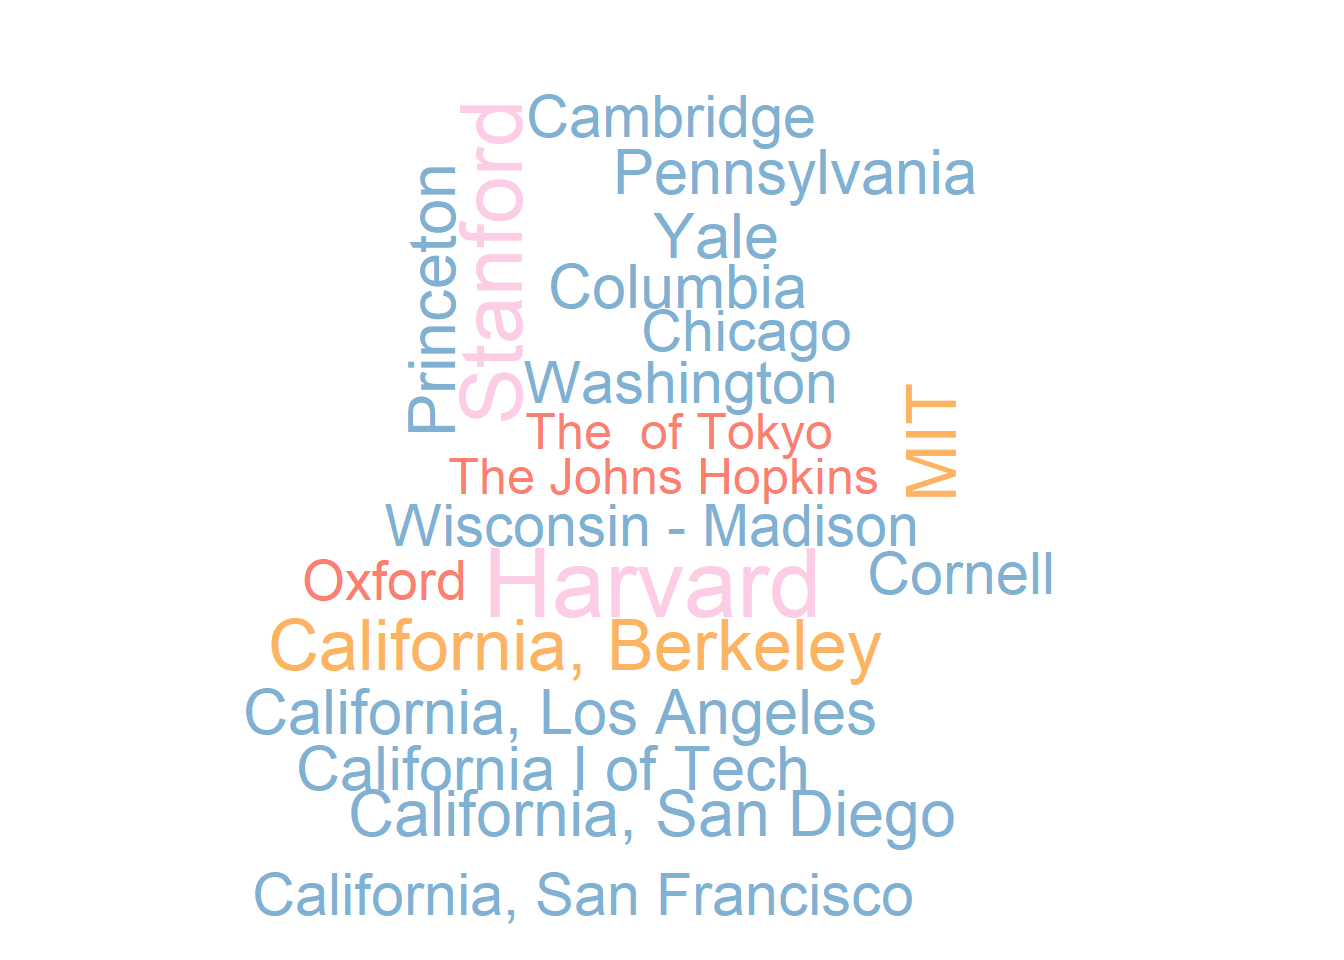 Cambridge
Stanford
Pennsylvania
Princeton
Yale
Columbia
Chicago
Washington
MIT
The  of Tokyo
The Johns Hopkins
Wisconsin - Madison
Oxford
Harvard
Cornell
California, Berkeley
California, Los Angeles
California I of Tech
California, San Diego
California, San Francisco